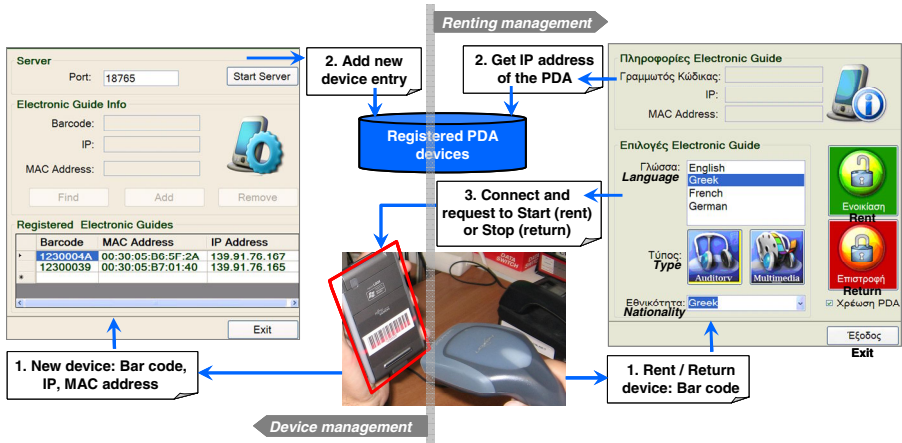 Renting management
Server
Port: 18765
Start Server
Electronic Guide Info
Barcode:
IP:
MAC Address:
Find Add Remove
Registered Electronic Guides
Barcode MAC Address IP Address
1230004A 00:30:05:B6:5F:2A 139.91.76.167
12300039 00:30:05:B7:01:40 139.91.76.165
Exit
1. New device: Bar code,
IP, MAC address
2. Add new
device entry
Registered PDA
devices
2. Get IP address
of the PDA
3. Connect and
request to Start (rent)
or Stop (return)
DATA
SWITCH
Πληροφορίες Electronic Guide
Γραμμωτός Κώδικας:
IP:
MAC Address:
Επιλογές Electronic Guide
Γλώσσα:
Language
English
Greek
French
German
Τύπος:
Type
Auditory Multimedia
Εθνικότητα: Greek
Nationality
Ενοικίαση
Rent
Επιστροφή
Return
Χρέωση PDA
Έξοδος
Exit
1. Rent / Return
device: Bar code
Device management